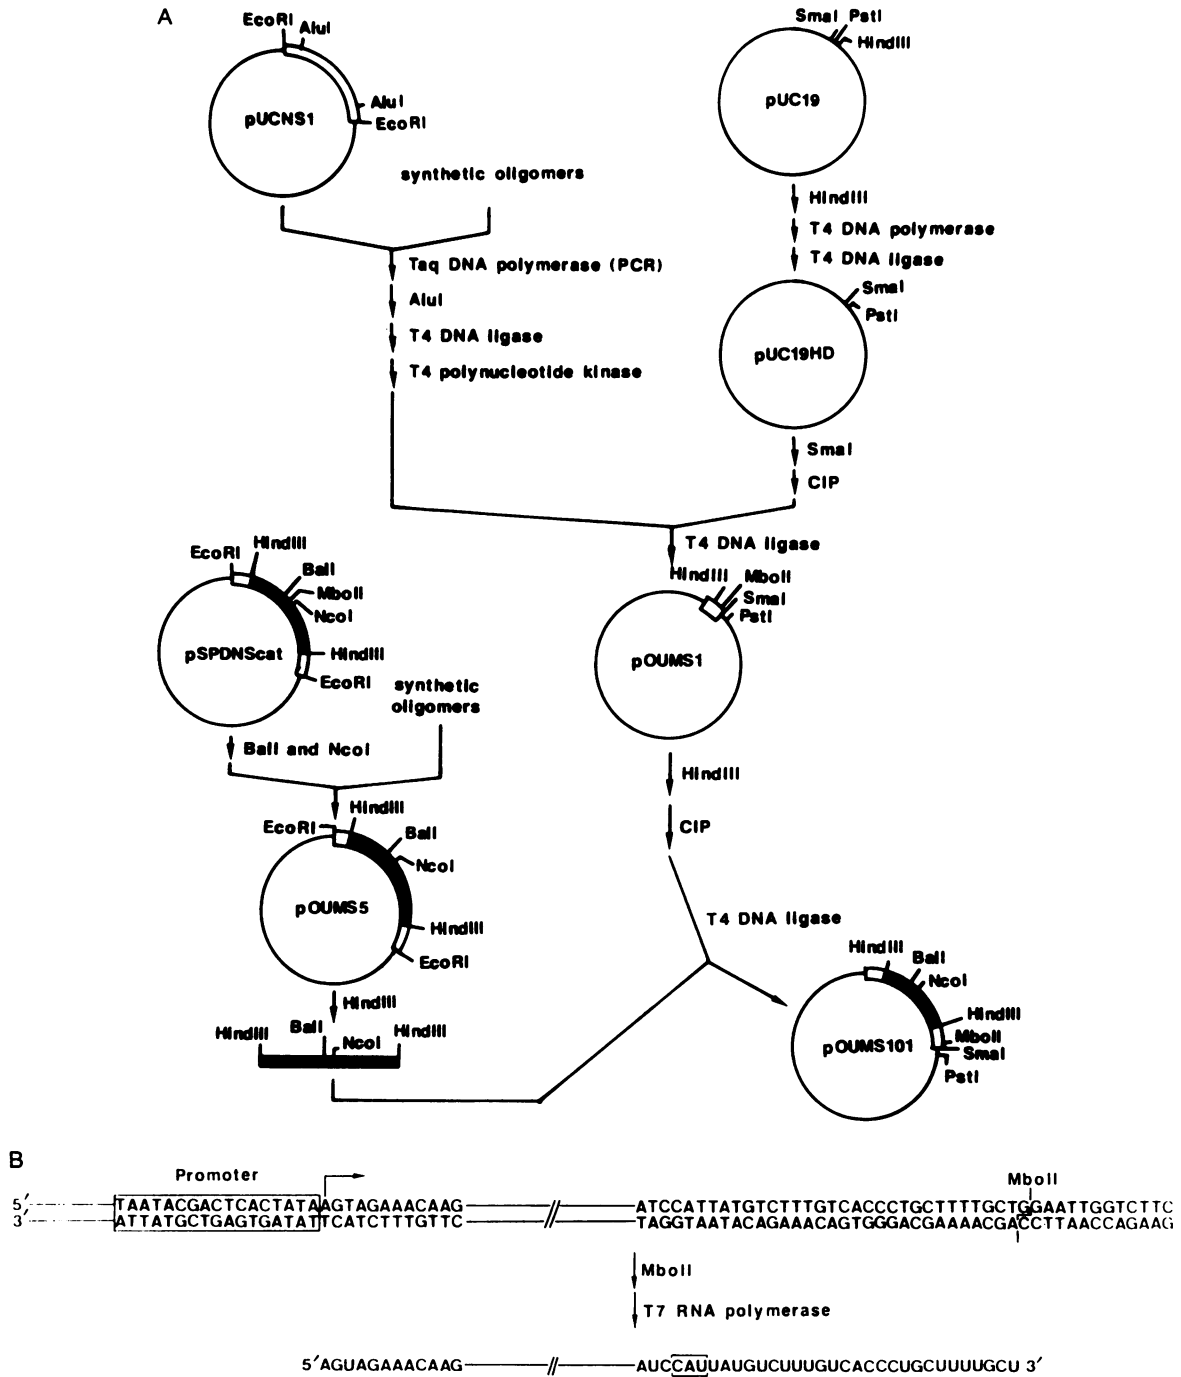 A
EcoRI
AluI
pUCNS1
AluI
EcoRI
synthetic oligomers
Taq DNA polymerase (PCR)
AluI
T4 DNA ligase
T4 polynucleotide kinase
SmaI PstI
HindIII
pUC19
HindIII
T4 DNA polymerase
T4 DNA ligase
SmaI
PstI
pUC19HD
SmaI
CIP
T4 DNA ligase
HindIII
MboII
SmaI
PstI
pOUMS1
HindIII
CIP
T4 DNA ligase
EcoRI
HindIII
BalI
MboII
NcoI
pSPDNScat
HindIII
EcoRI
synthetic
oligomers
BalI and NcoI
HindIII
EcoRI
BalI
NcoI
pOUMS5
HindIII
EcoRI
HindIII
HindIII
BalI
NcoI
HindIII
HindIII
BalI
NcoI
HindIII
MboII
SmaI
PstI
pOUMS101
B
Promoter
MboII
5′ TAATACGACTCACTATAAGTAGAAACAAG // ATCCATTATGTCTTTGTCACCCTGCTTTTGCTGGAATTGGTCTTC
3′ ATTATGCTGAGTGATATTCATCTTTGTTC TAGGTAATACAGAAACAGTGGGACGAAAACGACCTTAACCAGAAG
MboII
T7 RNA polymerase
5′AGUAGAAACAAG // AUCCAUUAUGUCUUUGUCACCCUGCUUUUGCU 3′